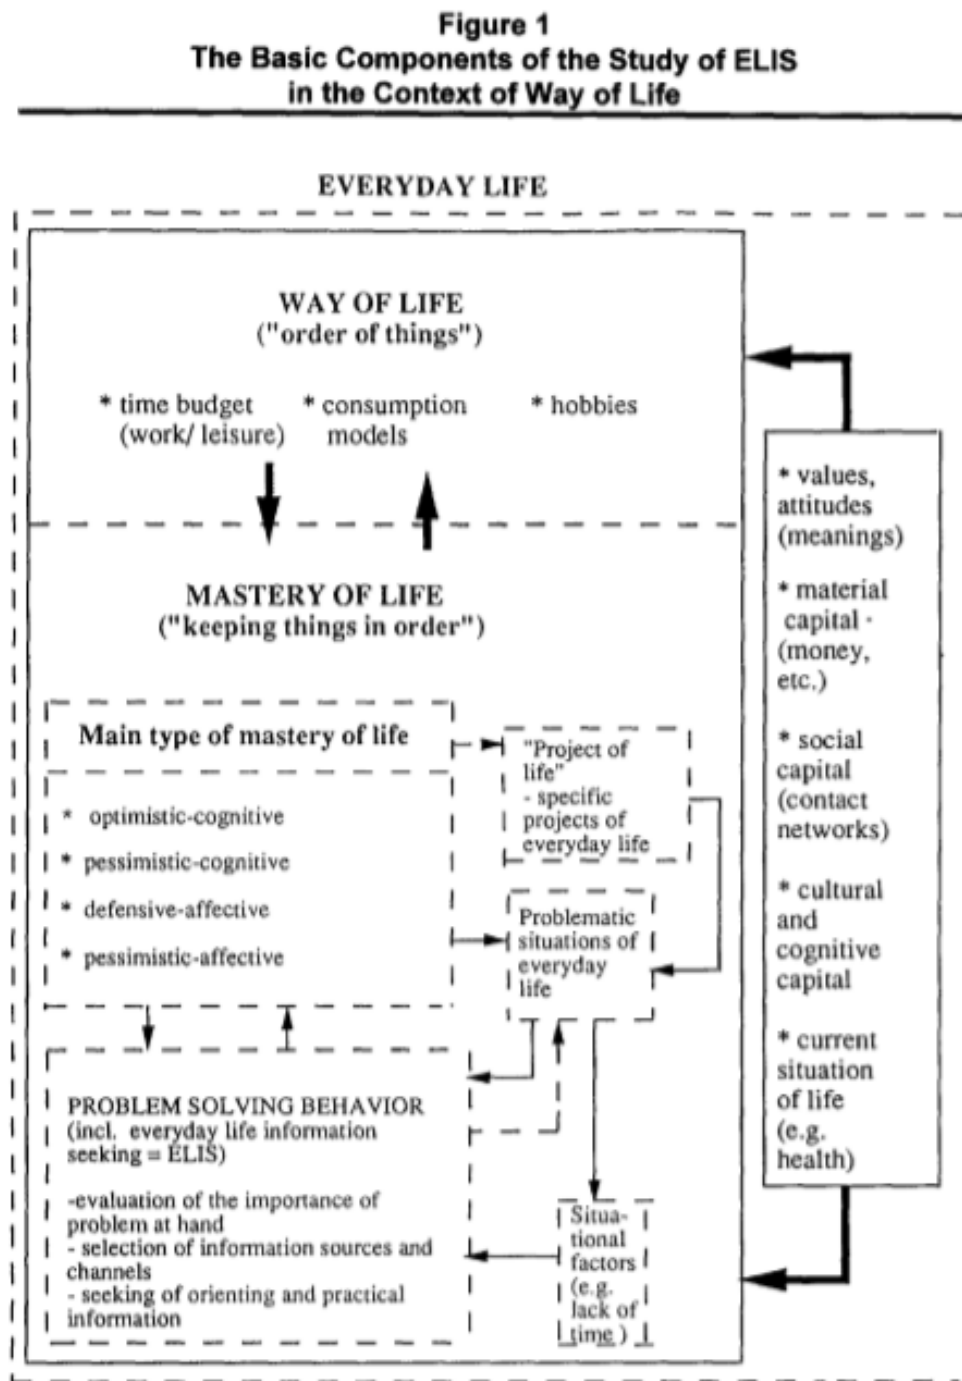 Figure 1
The Basic Components of the Study of ELIS
in the Context of Way of Life
EVERYDAY LIFE
WAY OF LIFE
("order of things")
* time budget
(work/ leisure)
* consumption
models
* hobbies
MASTERY OF LIFE
("keeping things in order")
Main type of mastery of life
* optimistic-cognitive
* pessimistic-cognitive
* defensive-affective
* pessimistic-affective
"Project of
life"
- specific
projects of
everyday life
Problematic
situations of
everyday
life
PROBLEM SOLVING BEHAVIOR
(incl. everyday life information
seeking = ELIS)
-evaluation of the importance of
problem at hand
- selection of information sources and
channels
- seeking of orienting and practical
information
Situa-
tional
factors
(e.g.
lack of
time )
* values,
attitudes
(meanings)
* material
capital ·
(money,
etc.)
* social
capital
(contact
networks)
* cultural
and
cognitive
capital
* current
situation
of life
(e.g.
health)